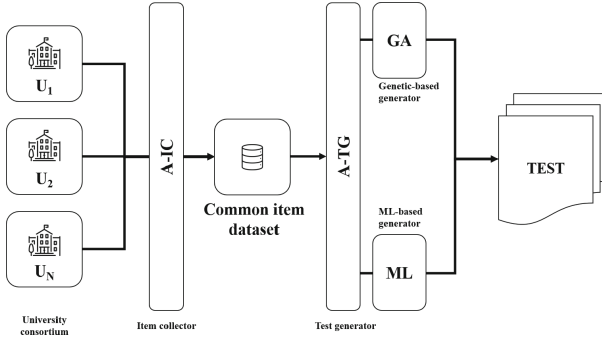 U1
U2
UN
University
consortium
A-IC
Item collector
Common item
dataset
A-TG
Test generator
GA
Genetic-based
generator
ML-based
generator
ML
TEST